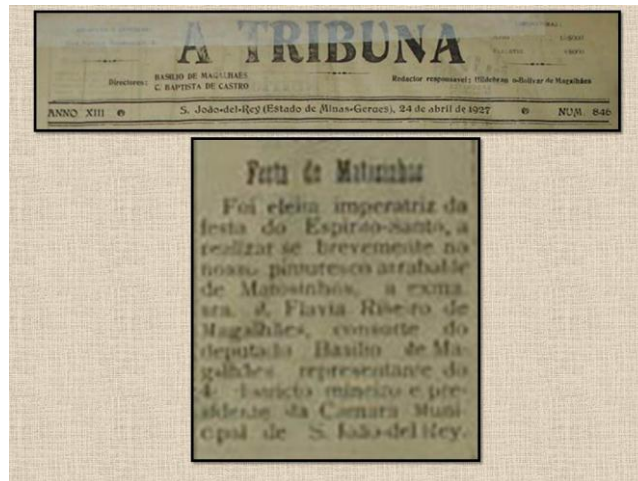 A TRIBUNA
Directores: BASILIO DE MAGALHÃES
C. BAPTISTA DE CASTRO
Redactor responsavel:
ANNO XIII
S. João-del-Rey (Estado de Minas-Geraes), 24 de abril de 1927
NUM. 846
Festa de Matosinhos
Foi eleita imperatriz da
festa do Espirito-Santo, a
realizar se brevemente no
nosso pinturesco arrabalde
de Matosinhos, a exma
sra. d. Flavia Ribeiro de
Magalhães, consorte do
deputado Basilio de Ma-
galhães representante do
4 districto mineiro e pre-
sidente da Camara Muni-
cipal de S. João-del-Rey.